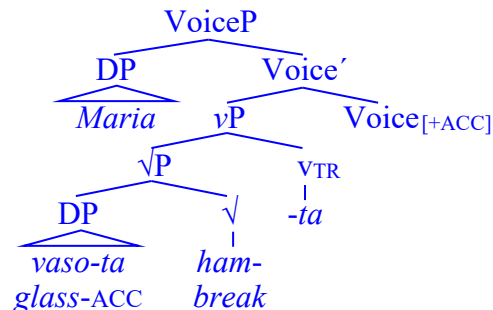 VoiceP
DP Voice´
Maria vP Voice[+ACC]
√P vTR
DP √ -ta
vaso-ta ham-
glass-ACC break